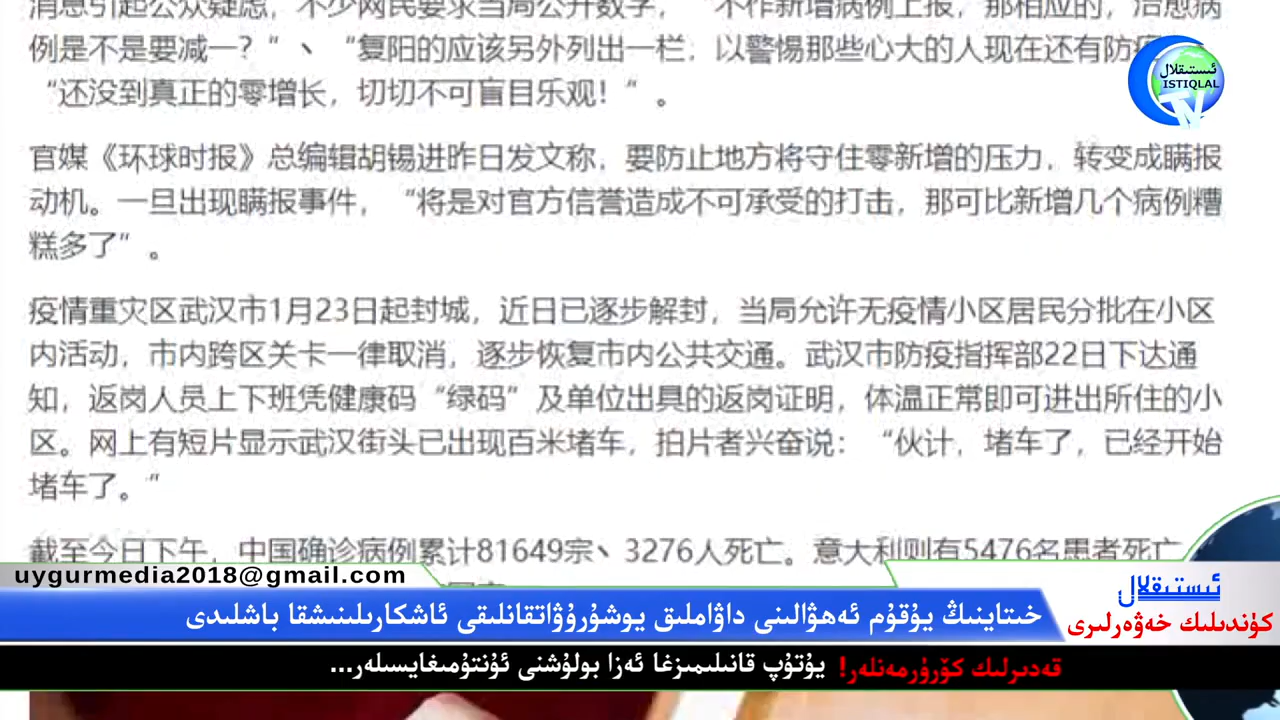 消息引起公众疑虑，不少网民要求当局公开数字，“不作新增病例上报，那相应的，治愈病
例是不是要减一？”、“复阳的应该另外列出一栏，以警惕那些心大的人现在还有防疫
“还没到真正的零增长，切切不可盲目乐观！”。
ئىستىقلال
ISTIQLAL
TV
官媒《环球时报》总编辑胡锡进昨日发文称，要防止地方将守住零新增的压力，转变成瞒报
动机。一旦出现瞒报事件，“将是对官方信誉造成不可承受的打击，那可比新增几个病例糟
糕多了”。
疫情重灾区武汉市1月23日起封城，近日已逐步解封，当局允许无疫情小区居民分批在小区
内活动，市内跨区关卡一律取消，逐步恢复市内公共交通。武汉市防疫指挥部22日下达通
知，返岗人员上下班凭健康码“绿码”及单位出具的返岗证明，体温正常即可进出所住的小
区。网上有短片显示武汉街头已出现百米堵车，拍片者兴奋说：“伙计，堵车了，已经开始
堵车了。”
截至今日下午，中国确诊病例累计81649宗、3276人死亡。意大利则有5476名患者死亡
uygurmedia2018@gmail.com
ئىستىقلال
كۈندىلىك خەۋەرلىرى
خىتاينىڭ يۇقۇم ئەھۋالىنى داۋاملىق يوشۇرۇۋاتقانلىقى ئاشكارىلىنىشقا باشلىدى
قەدىرلىك كۆرۈرمەنلەر! يۇتۇپ قانىلىمىزغا ئەزا بولۇشنى ئۇنتۇمىغايسىلەر...